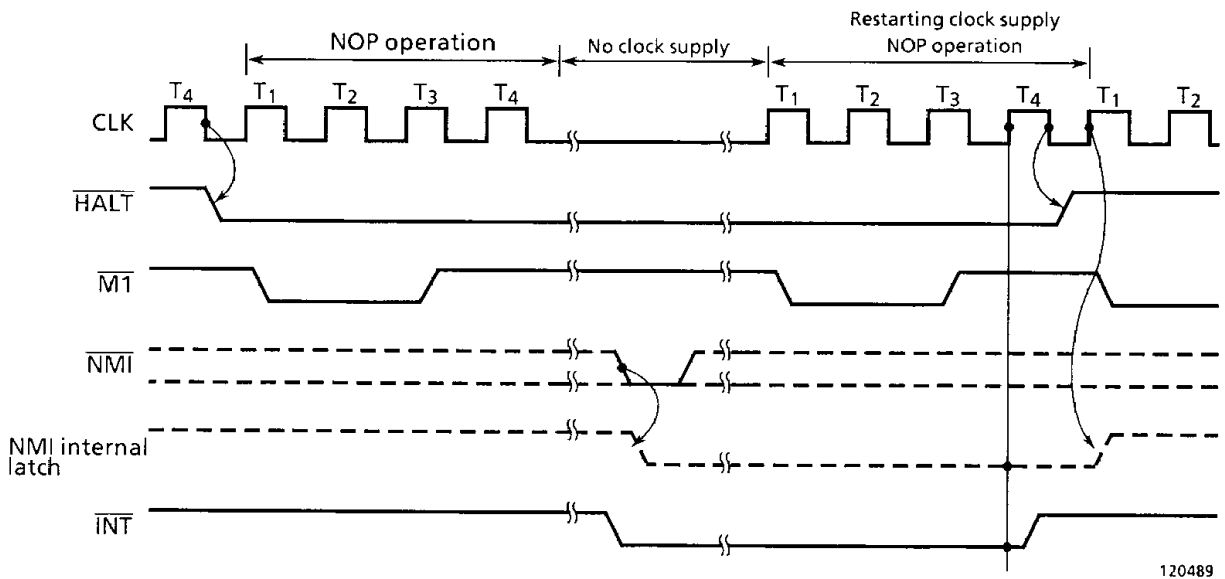 Restarting clock supply
NOP operation No clock supply NOP operation
T4 T1 T2 T3 T4 T1 T2 T3 T4 T1 T2
CLK
HALT
M1
NMI
NMI internal
latch
INT
120489